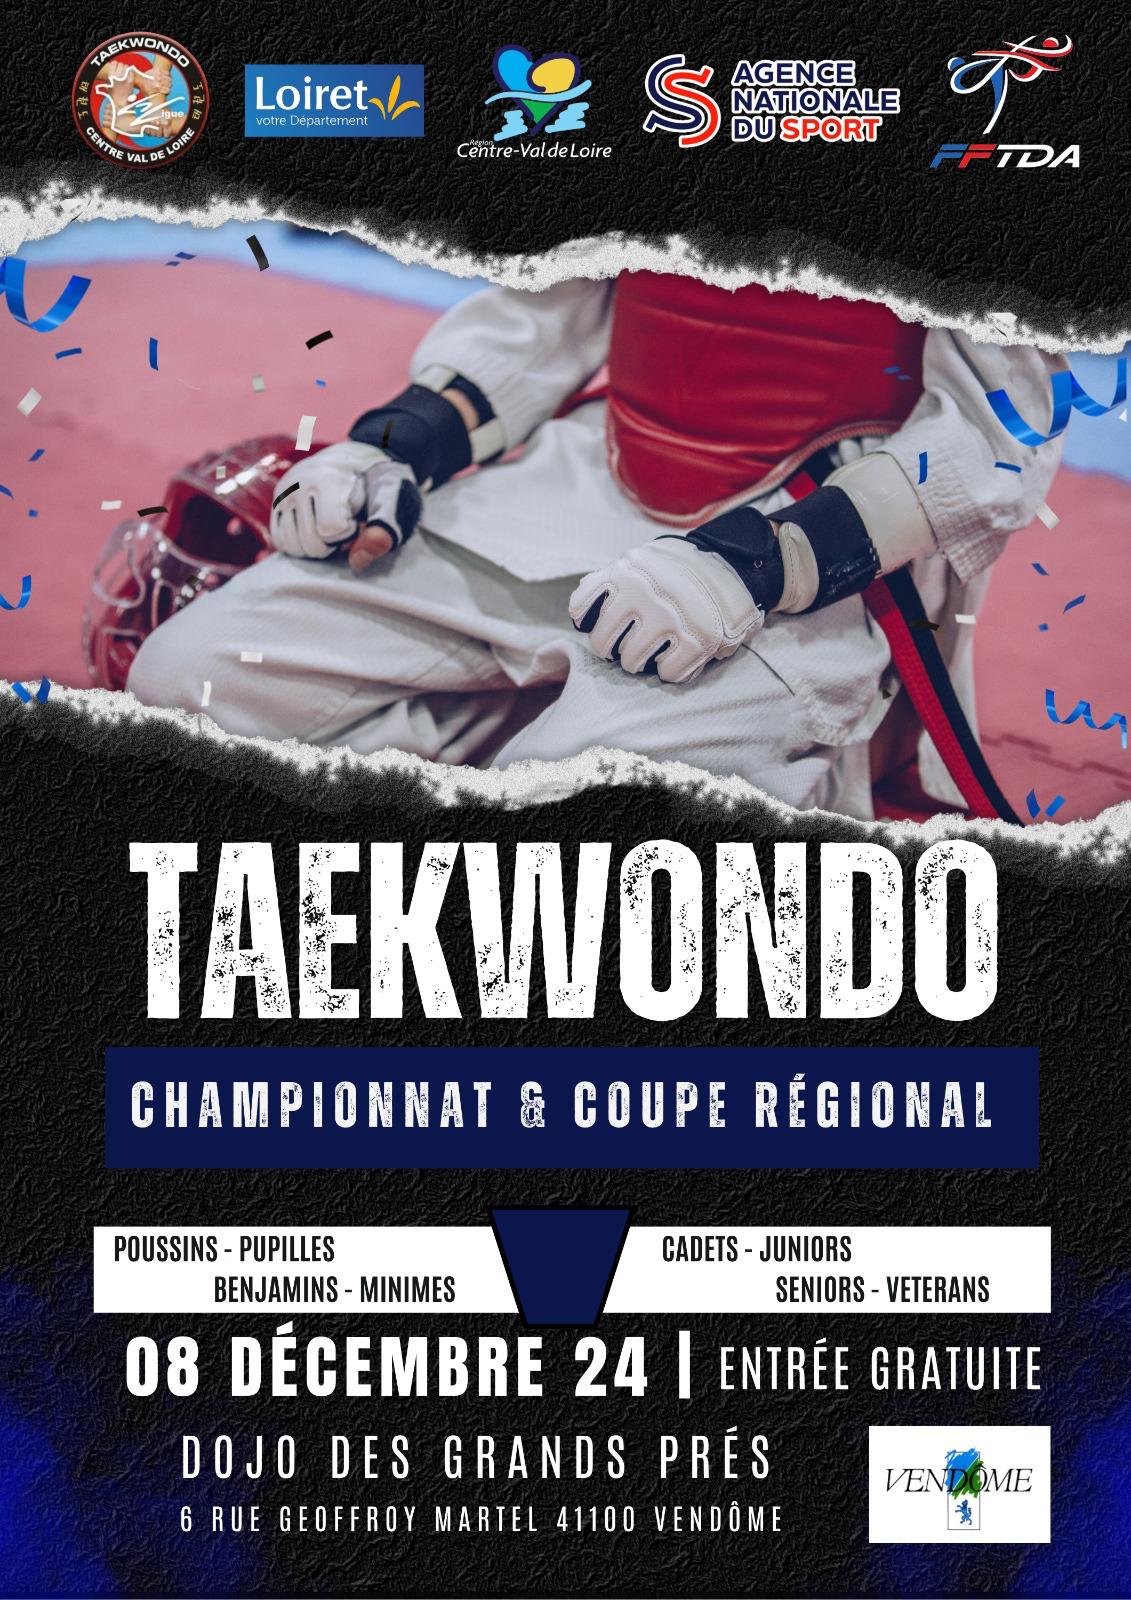 TAEKWONDO
Ligue
CENTRE VAL DE LOIRE
Loiret
votre Département
Région
Centre-Val de Loire
AGENCE
NATIONALE
DU SPORT
FFTDA
TAEKWONDO
CHAMPIONNAT & COUPE RÉGIONAL
POUSSINS - PUPILLES
BENJAMINS - MINIMES
CADETS - JUNIORS
SENIORS - VETERANS
08 DÉCEMBRE 24 | ENTRÉE GRATUITE
DOJO DES GRANDS PRÉS
6 RUE GEOFFROY MARTEL 41100 VENDÔME
VENDÔME